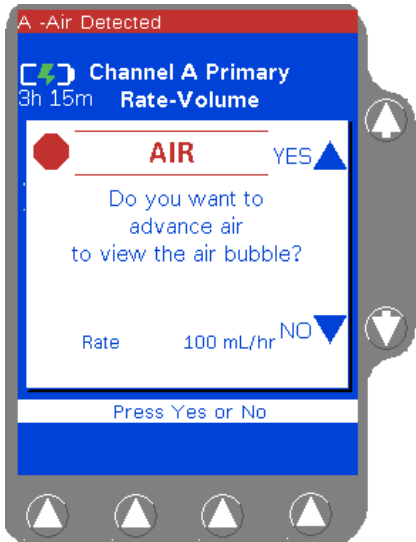 A -Air Detected
Channel A Primary
3h 15m Rate-Volume
AIR
YES
Do you want to
advance air
to view the air bubble?
NO
Rate 100 mL/hr
Press Yes or No